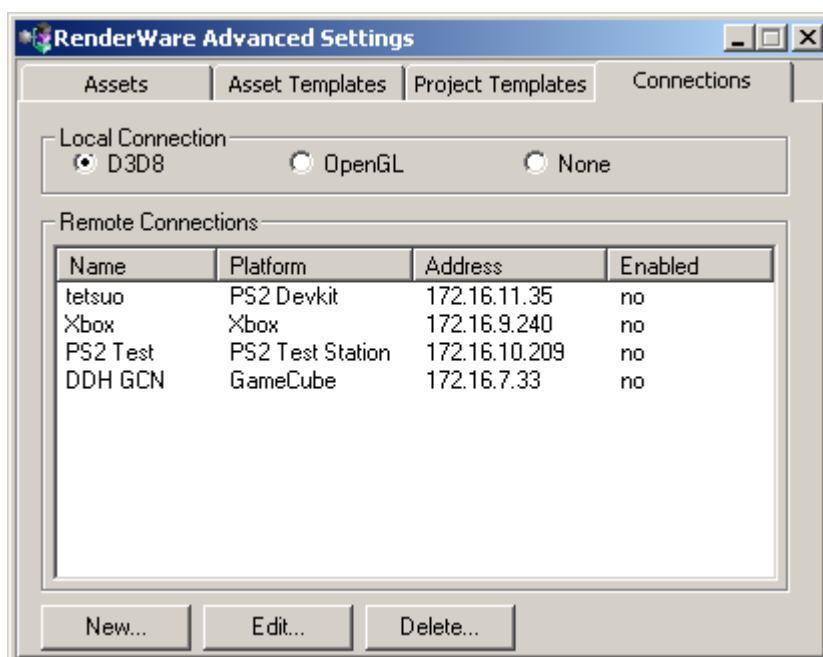 RenderWare Advanced Settings
Assets Asset Templates Project Templates Connections
Local Connection
D3D8 OpenGL None
Remote Connections
Name Platform Address Enabled
tetsuo PS2 Devkit 172.16.11.35 no
Xbox Xbox 172.16.9.240 no
PS2 Test PS2 Test Station 172.16.10.209 no
DDH GCN GameCube 172.16.7.33 no
New... Edit... Delete...